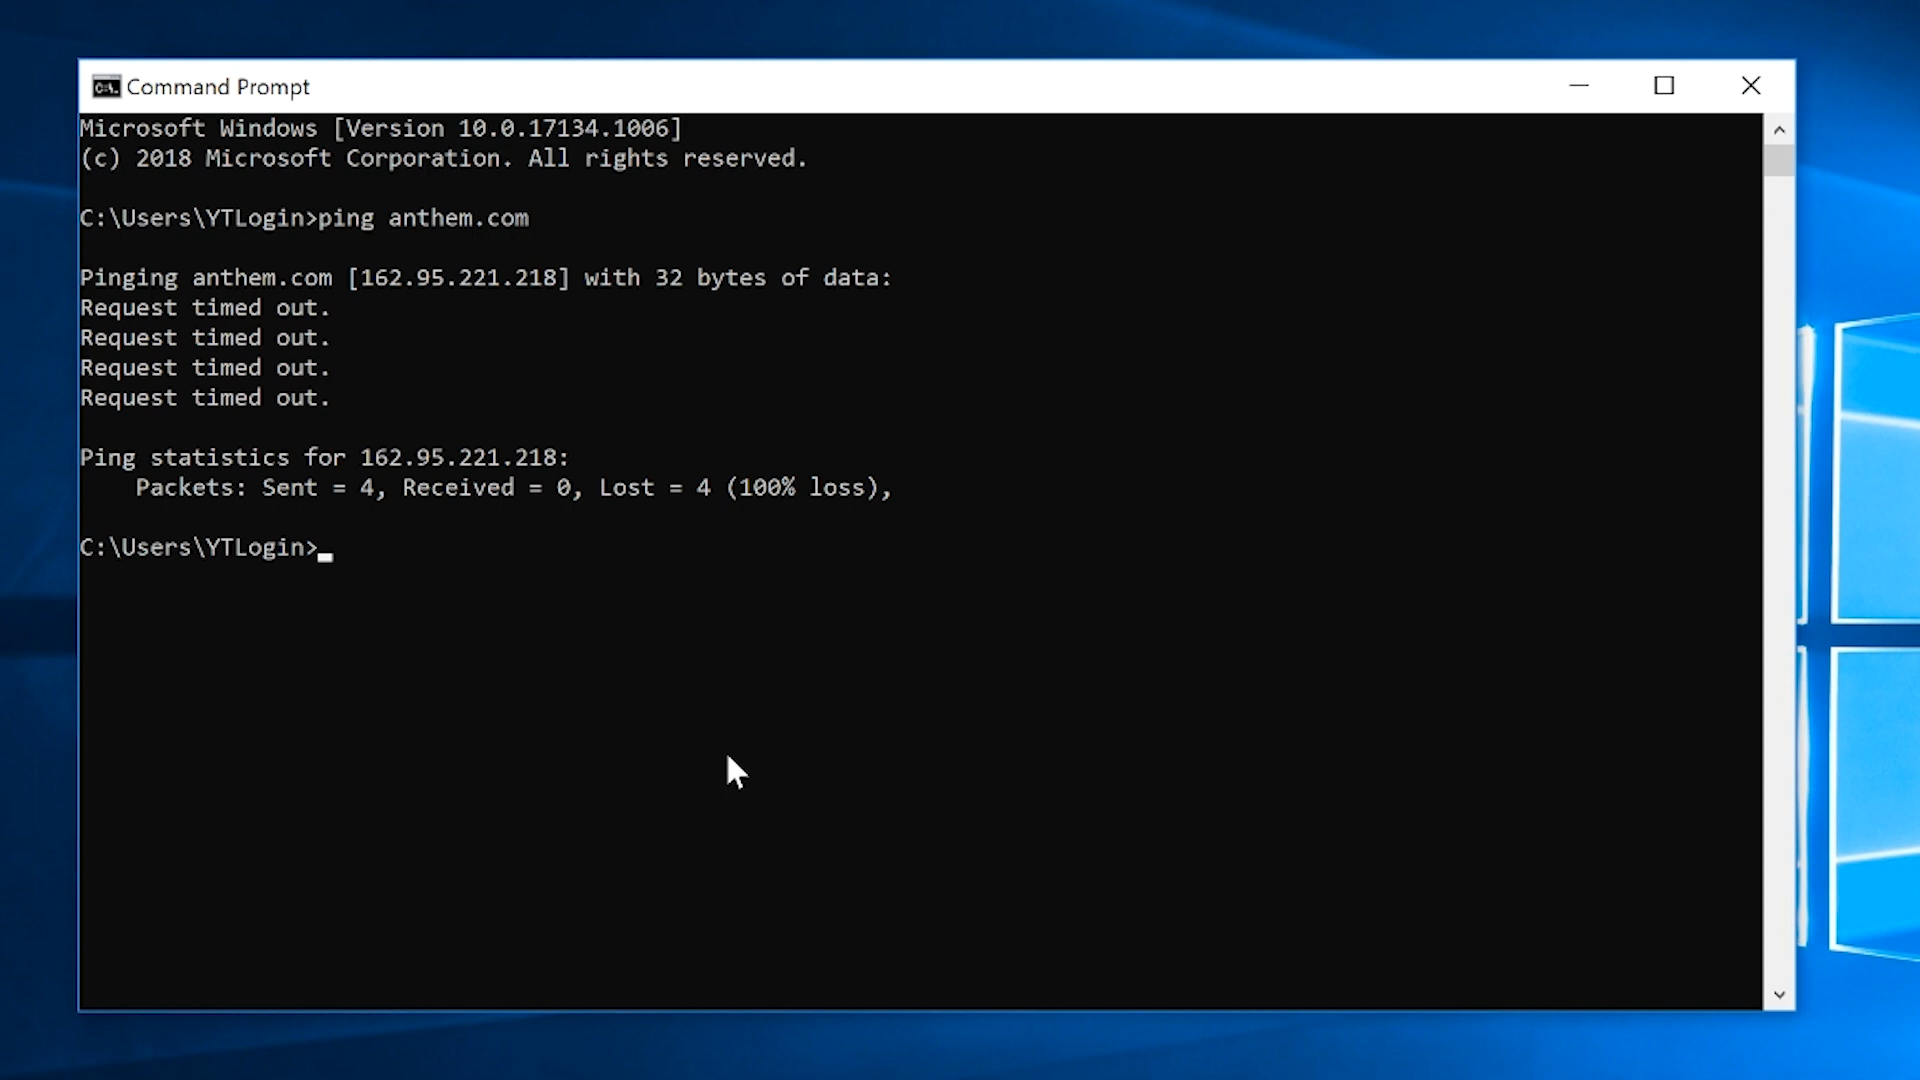 Command Prompt
Microsoft Windows [Version 10.0.17134.1006]
(c) 2018 Microsoft Corporation. All rights reserved.
C:\Users\YTLogin>ping anthem.com
Pinging anthem.com [162.95.221.218] with 32 bytes of data:
Request timed out.
Request timed out.
Request timed out.
Request timed out.
Ping statistics for 162.95.221.218:
    Packets: Sent = 4, Received = 0, Lost = 4 (100% loss),
C:\Users\YTLogin>